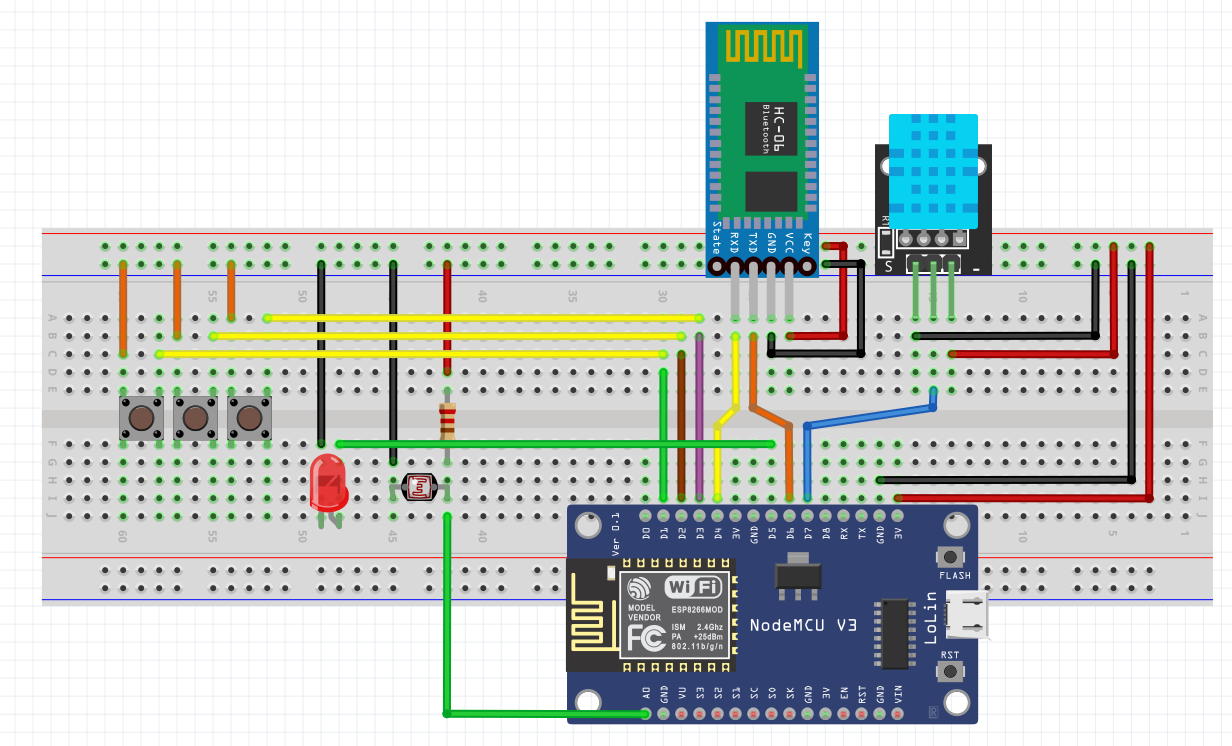 HC-06
Bluetooth
State
RXD
TXD
GND
VCC
Key
S
-
60
55
50
45
40
35
30
10
5
1
A
B
C
D
E
A
B
C
D
E
F
G
H
I
J
F
G
H
I
J
60
55
50
45
40
10
5
1
Ver 0.1
D0
D1
D2
D3
D4
3V
GND
D5
D6
D7
D8
RX
TX
GND
3V
FLASH
WiFi
MODEL
VENDOR
ESP8266MOD
FC
ISM 2.4Ghz
PA +25dBm
802.11b/g/n
NodeMCU V3
LoLin
RST
A0
GND
VU
S3
S2
S1
SC
S0
SK
GND
3V
EN
RST
GND
VIN